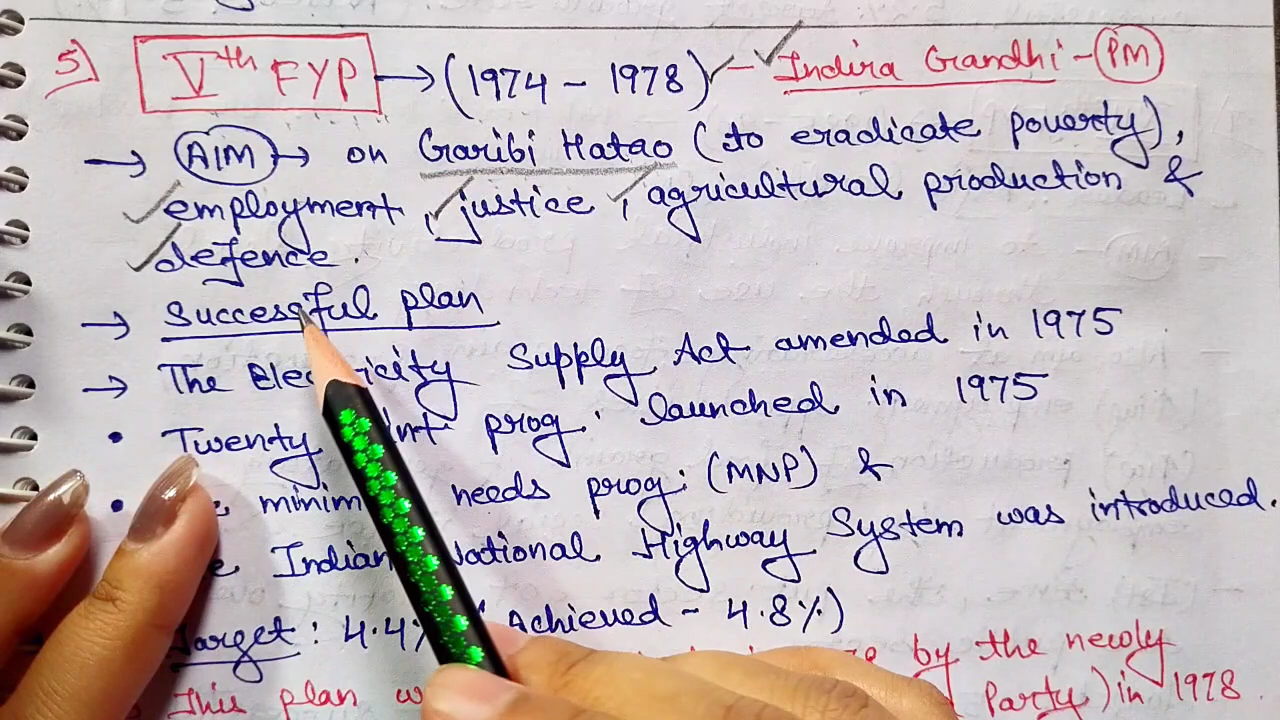 5) Vth FYP → (1974 - 1978) - Indira Gandhi - PM
→ AIM → on Garibi Hatao (to eradicate poverty),
employment, justice, agricultural production &
defence.
→ Successful plan
→ The Electricity Supply Act amended in 1975
• Twenty prog. launched in 1975
• needs prog. (MNP) &
Indian National Highway System was introduced.
Target : 4.4% (Achieved - 4.8%)
This plan by the newly
Party) in 1978